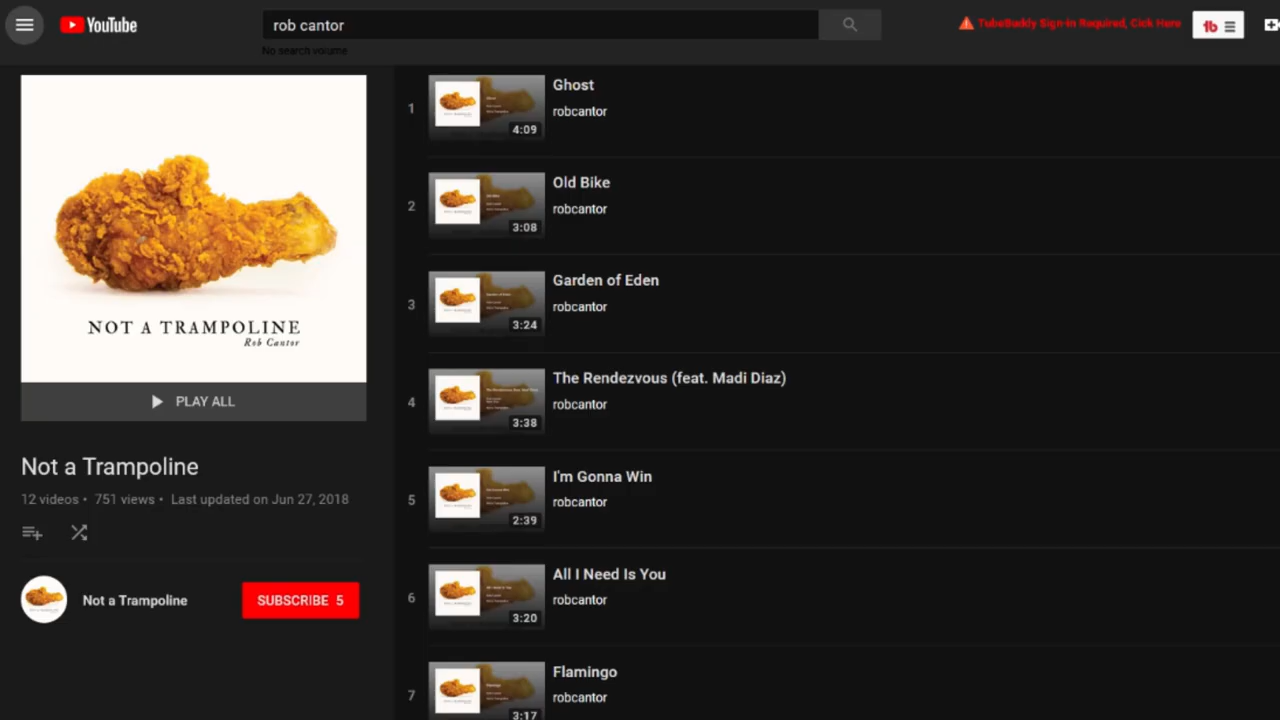 YouTube
rob cantor
No search volume
TubeBuddy Sign-in Required, Cick Here
NOT A TRAMPOLINE
Rob Cantor
PLAY ALL
Not a Trampoline
12 videos • 751 views • Last updated on Jun 27, 2018
Not a Trampoline
SUBSCRIBE 5
1
Ghost
robcantor
4:09
2
Old Bike
robcantor
3:08
3
Garden of Eden
robcantor
3:24
4
The Rendezvous (feat. Madi Diaz)
robcantor
3:38
5
I'm Gonna Win
robcantor
2:39
6
All I Need Is You
robcantor
3:20
7
Flamingo
robcantor
3:17